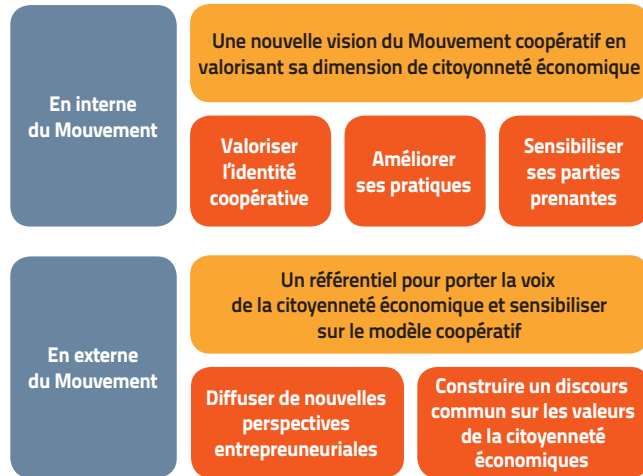 En interne
du Mouvement
Une nouvelle vision du Mouvement coopératif en
valorisant sa dimension de cityonneté économique
Valoriser
l'identité
coopérative
Améliorer
ses pratiques
Sensibiliser
ses parties
prenantes
En externe
du Mouvement
Un référentiel pour porter la voix
de la citoyenneté économique et sensibiliser
sur le modèle coopératif
Diffuser de nouvelles
perspectives
entrepreuneuriales
Construire un discours
commun sur les valeurs
de la citoyenneté
économiques